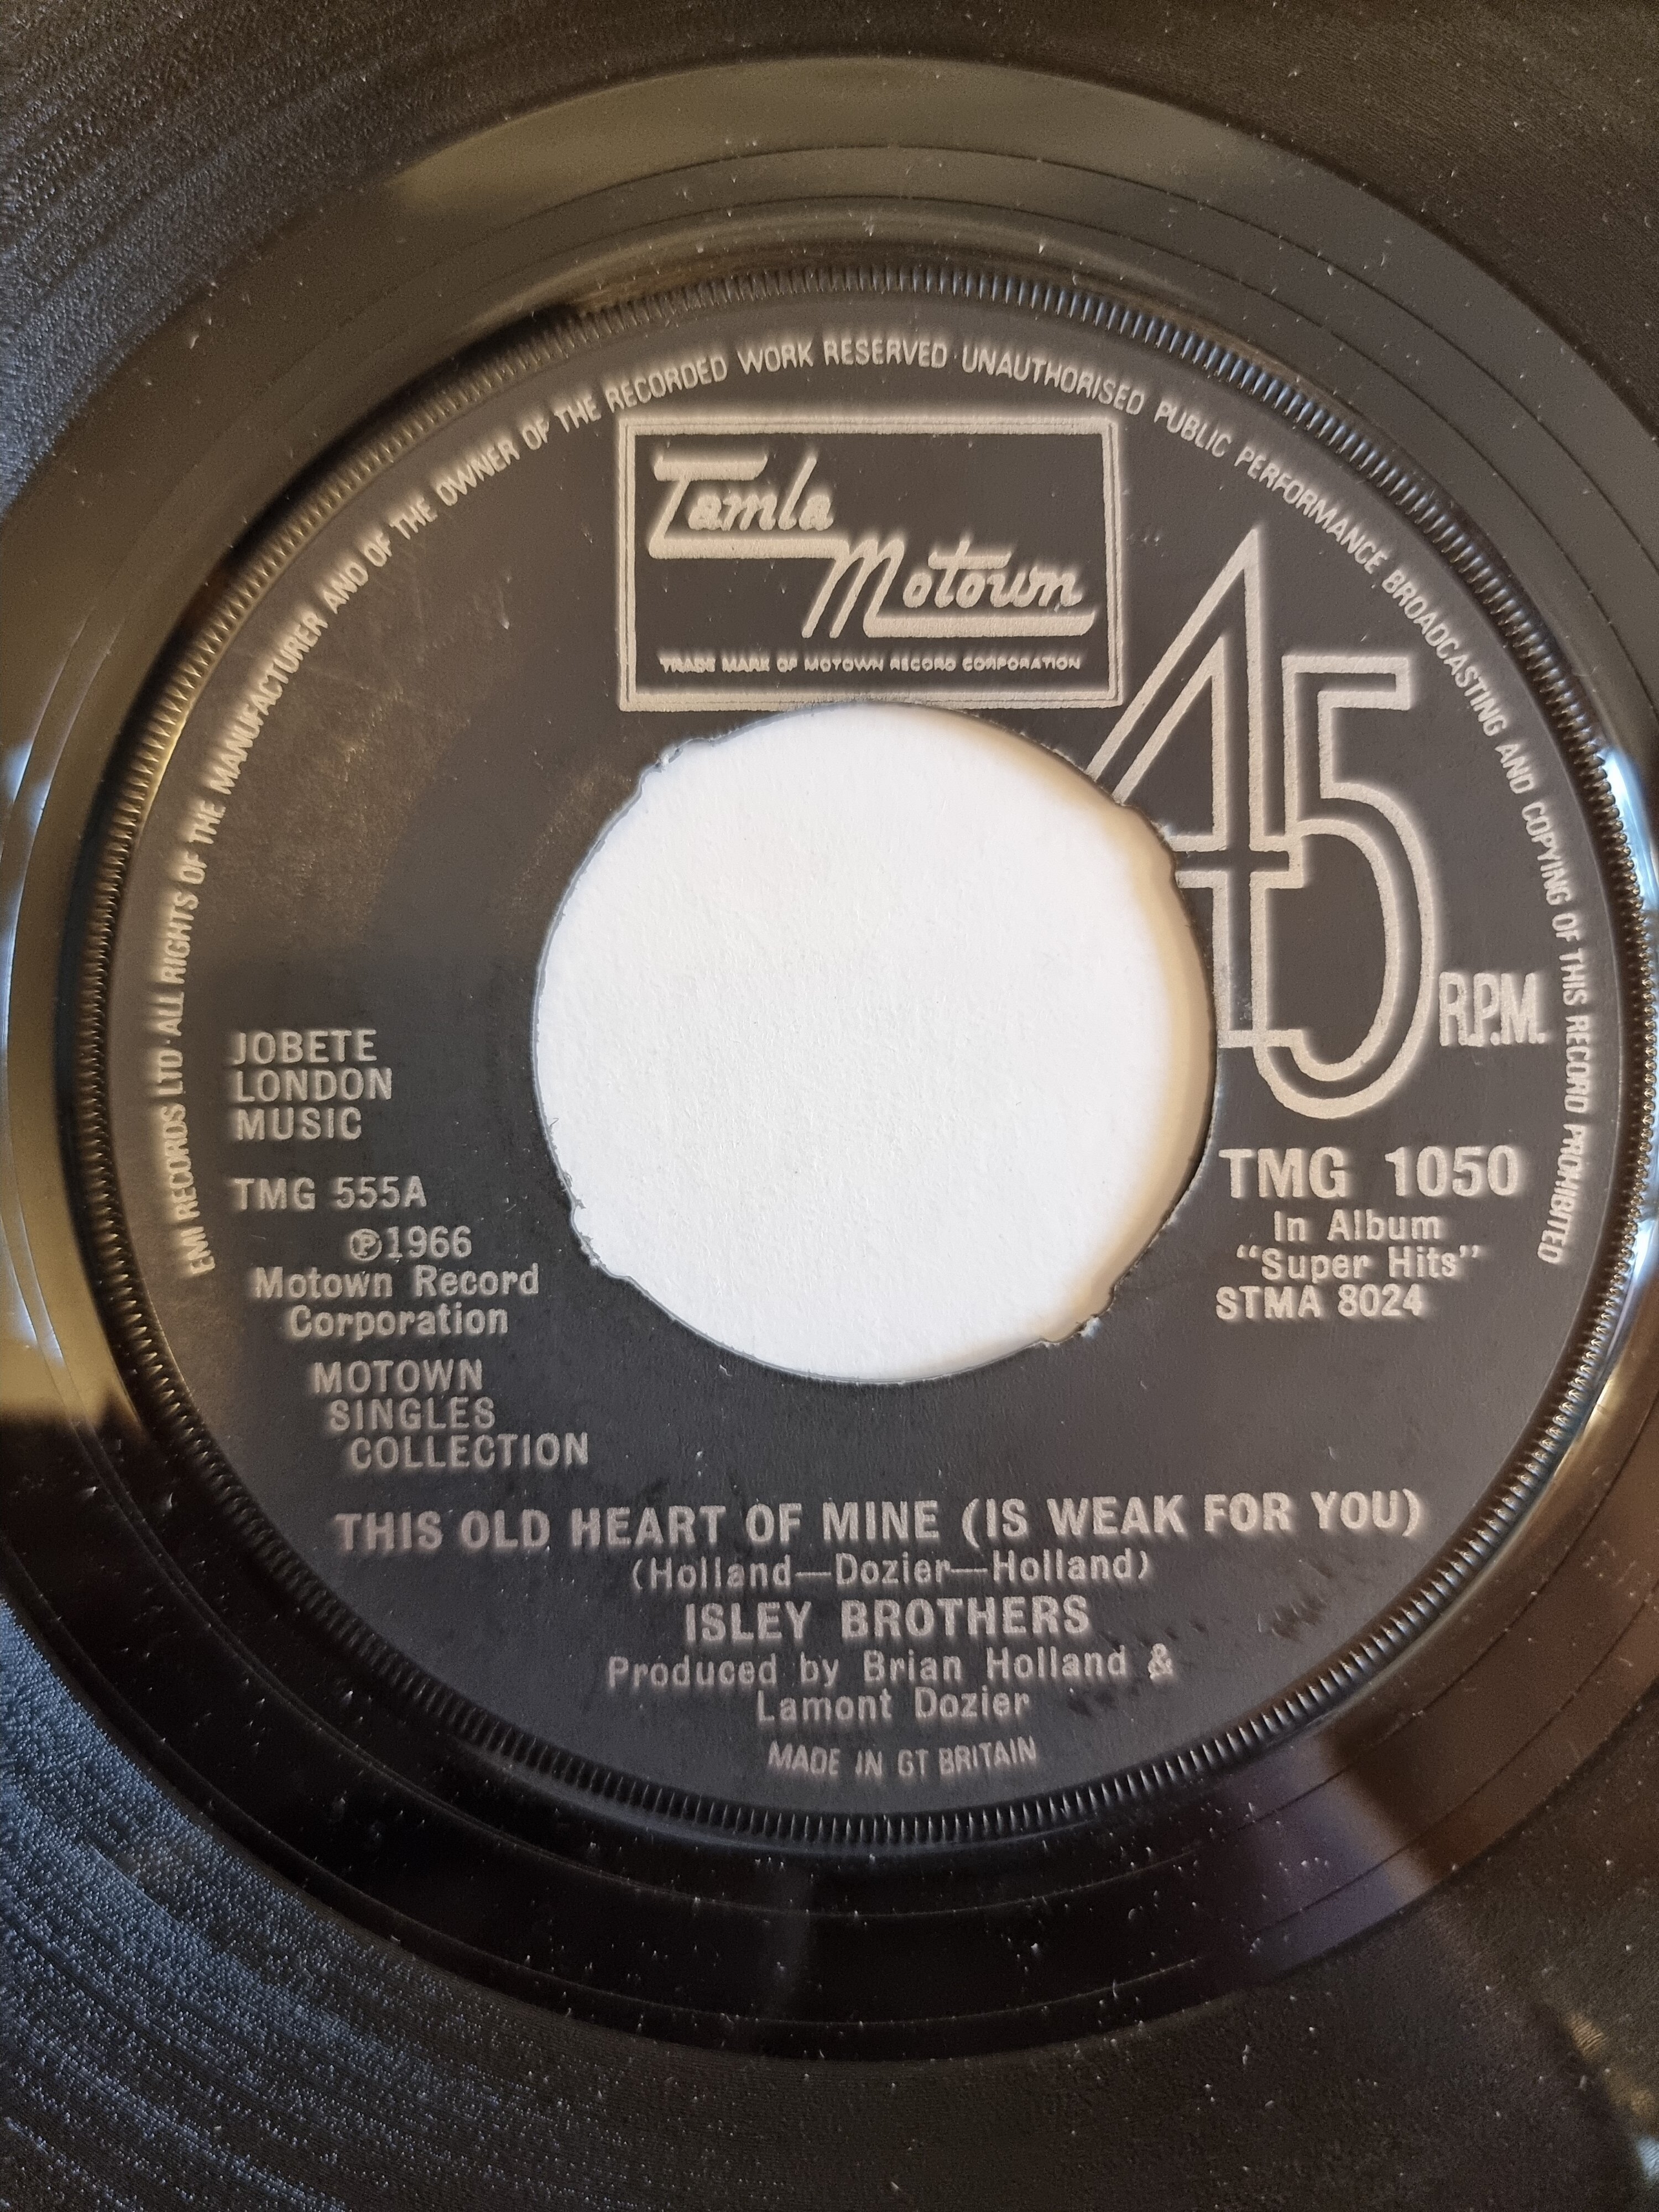 EMI RECORDS LTD · ALL RIGHTS OF THE MANUFACTURER AND OF THE OWNER OF THE RECORDED WORK RESERVED · UNAUTHORISED PUBLIC PERFORMANCE BROADCASTING AND COPYING OF THIS RECORD PROHIBITED
Tamla
Motown
TRADE MARK OF MOTOWN RECORD CORPORATION
45
R.P.M.
JOBETE
LONDON
MUSIC
TMG 555A
℗1966
Motown Record
Corporation
MOTOWN
SINGLES
COLLECTION
TMG 1050
In Album
“Super Hits”
STMA 8024
THIS OLD HEART OF MINE (IS WEAK FOR YOU)
(Holland—Dozier—Holland)
ISLEY BROTHERS
Produced by Brian Holland &
Lamont Dozier
MADE IN GT BRITAIN